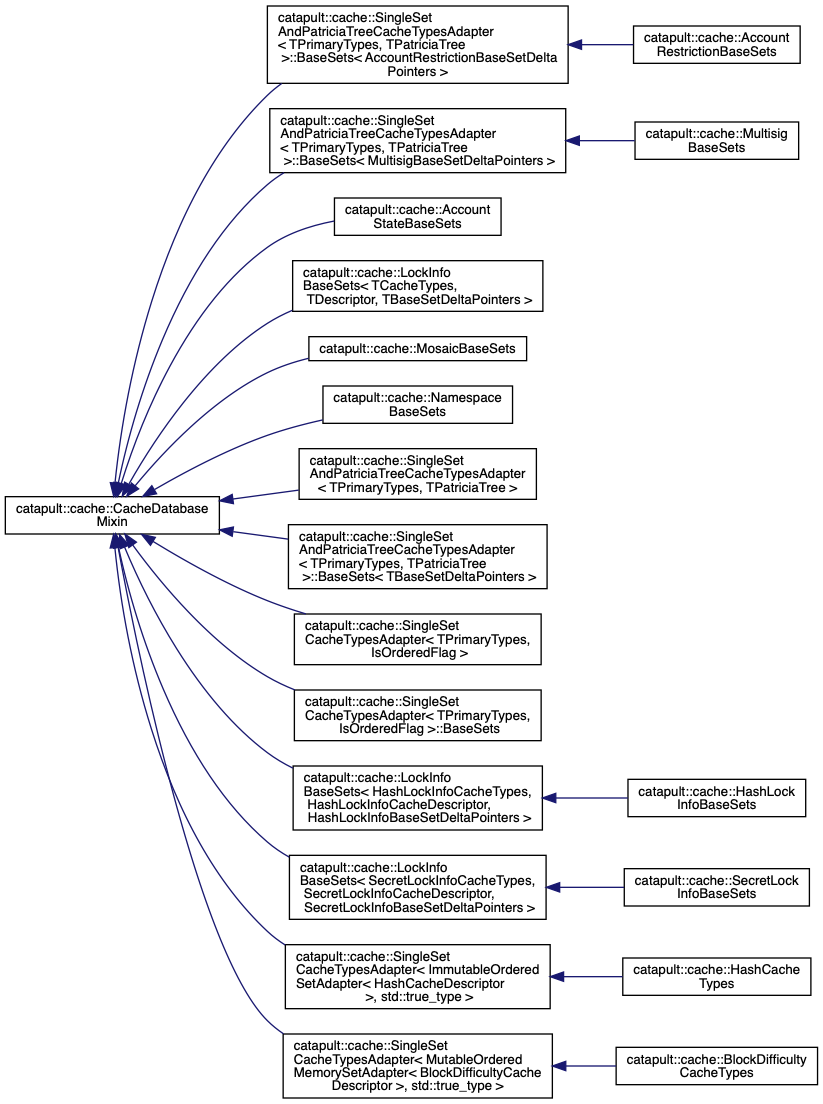 catapult::cache::SingleSet
AndPatriciaTreeCacheTypesAdapter
< TPrimaryTypes, TPatriciaTree
>::BaseSets< AccountRestrictionBaseSetDelta
Pointers >
catapult::cache::Account
RestrictionBaseSets
catapult::cache::SingleSet
AndPatriciaTreeCacheTypesAdapter
< TPrimaryTypes, TPatriciaTree
>::BaseSets< MultisigBaseSetDeltaPointers >
catapult::cache::Multisig
BaseSets
catapult::cache::Account
StateBaseSets
catapult::cache::LockInfo
BaseSets< TCacheTypes,
TDescriptor, TBaseSetDeltaPointers >
catapult::cache::MosaicBaseSets
catapult::cache::Namespace
BaseSets
catapult::cache::SingleSet
AndPatriciaTreeCacheTypesAdapter
< TPrimaryTypes, TPatriciaTree >
catapult::cache::CacheDatabase
Mixin
catapult::cache::SingleSet
AndPatriciaTreeCacheTypesAdapter
< TPrimaryTypes, TPatriciaTree
>::BaseSets< TBaseSetDeltaPointers >
catapult::cache::SingleSet
CacheTypesAdapter< TPrimaryTypes,
IsOrderedFlag >
catapult::cache::SingleSet
CacheTypesAdapter< TPrimaryTypes,
IsOrderedFlag >::BaseSets
catapult::cache::LockInfo
BaseSets< HashLockInfoCacheTypes,
HashLockInfoCacheDescriptor,
HashLockInfoBaseSetDeltaPointers >
catapult::cache::HashLock
InfoBaseSets
catapult::cache::LockInfo
BaseSets< SecretLockInfoCacheTypes,
SecretLockInfoCacheDescriptor,
SecretLockInfoBaseSetDeltaPointers >
catapult::cache::SecretLock
InfoBaseSets
catapult::cache::SingleSet
CacheTypesAdapter< ImmutableOrdered
SetAdapter< HashCacheDescriptor
>, std::true_type >
catapult::cache::HashCache
Types
catapult::cache::SingleSet
CacheTypesAdapter< MutableOrdered
MemorySetAdapter< BlockDifficultyCache
Descriptor >, std::true_type >
catapult::cache::BlockDifficulty
CacheTypes